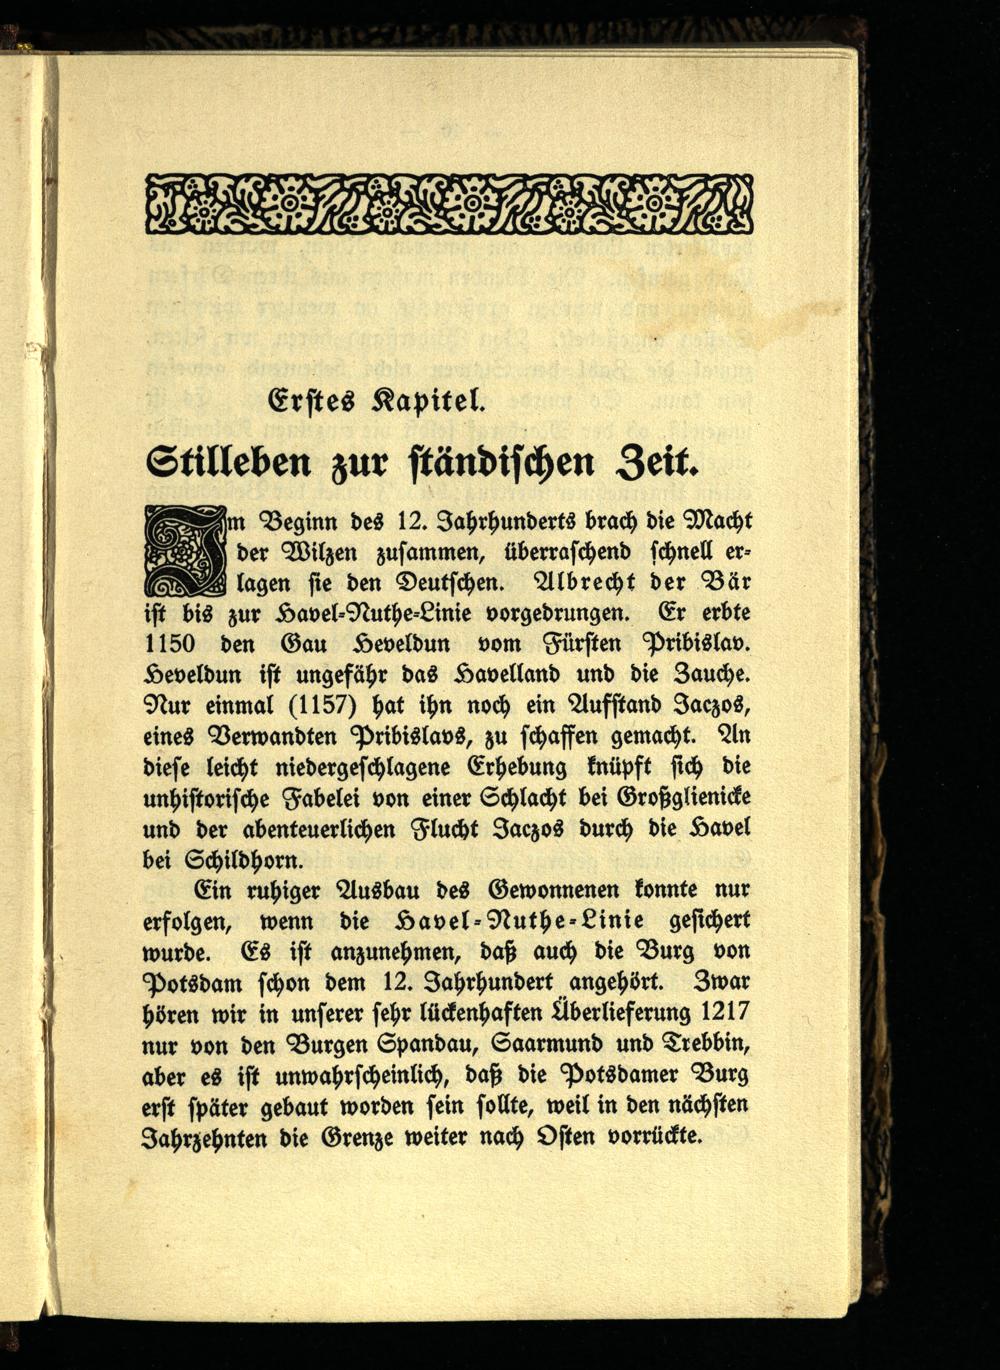 Erstes Kapitel.
Stilleben zur ständischen Zeit.
Im Beginn des 12. Jahrhunderts brach die Macht
der Wilzen zusammen, überraschend schnell er-
lagen sie den Deutschen. Albrecht der Bär
ist bis zur Havel-Nuthe-Linie vorgedrungen. Er erbte
1150 den Gau Heveldun vom Fürsten Pribislav.
Heveldun ist ungefähr das Havelland und die Zauche.
Nur einmal (1157) hat ihn noch ein Aufstand Jaczos,
eines Verwandten Pribislavs, zu schaffen gemacht. An
diese leicht niedergeschlagene Erhebung knüpft sich die
unhistorische Fabelei von einer Schlacht bei Großglienicke
und der abenteuerlichen Flucht Jaczos durch die Havel
bei Schildhorn.
Ein ruhiger Ausbau des Gewonnenen konnte nur
erfolgen, wenn die Havel-Nuthe-Linie gesichert
wurde. Es ist anzunehmen, daß auch die Burg von
Potsdam schon dem 12. Jahrhundert angehört. Zwar
hören wir in unserer sehr lückenhaften Überlieferung 1217
nur von den Burgen Spandau, Saarmund und Trebbin,
aber es ist unwahrscheinlich, daß die Potsdamer Burg
erst später gebaut worden sein sollte, weil in den nächsten
Jahrzehnten die Grenze weiter nach Osten vorrückte.